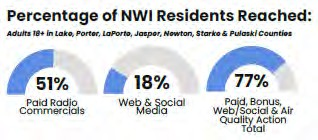 Percentage of NWI Residents Reached:
Adults 18+ in Lake, Porter, LaPorte, Jasper, Newton, Starke & Pulaski Counties
51%
Paid Radio
Commercials
18%
Web & Social
Media
77%
Paid, Bonus,
Web/Social & Air
Quality Action
Total